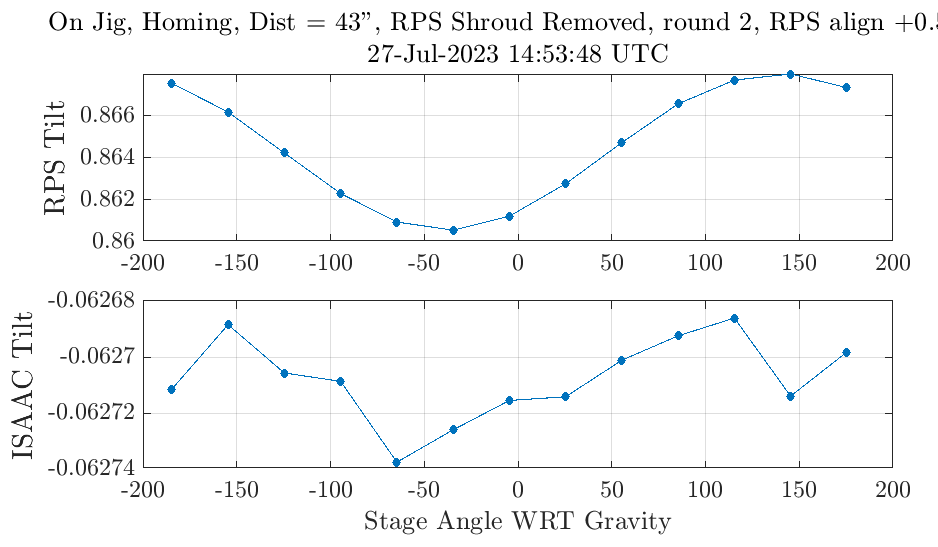 On Jig, Homing, Dist = 43”, RPS Shroud Removed, round 2, RPS align +0.5
27-Jul-2023 14:53:48 UTC
RPS Tilt
0.866
0.864
0.862
0.86
-200 -150 -100 -50 0 50 100 150 200
ISAAC Tilt
-0.06268
-0.0627
-0.06272
-0.06274
-200 -150 -100 -50 0 50 100 150 200
Stage Angle WRT Gravity